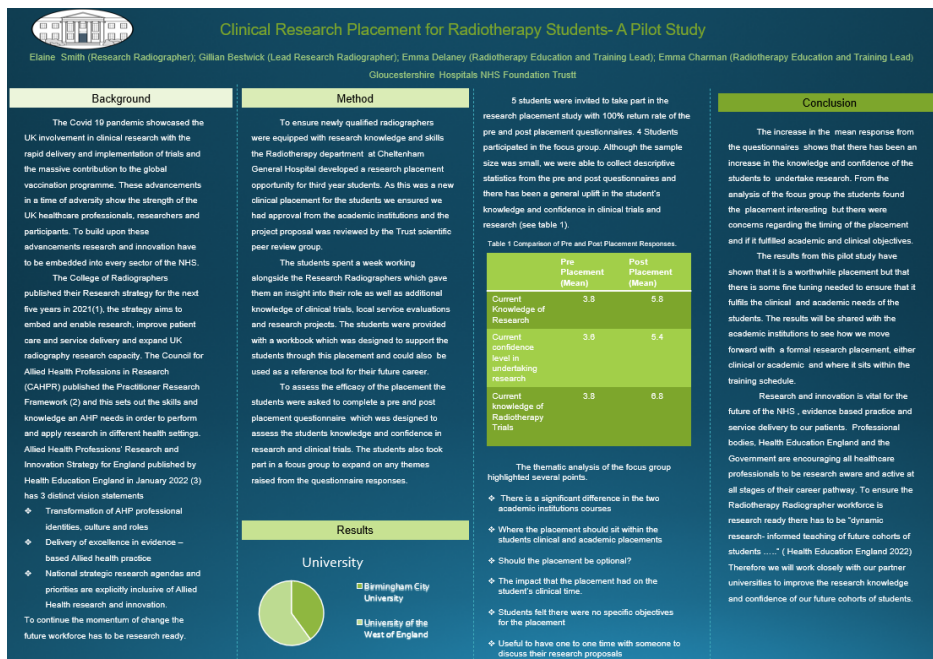 Clinical Research Placement for Radiotherapy Students- A Pilot Study
Elaine Smith (Research Radiographer); Gillian Bestwick (Lead Research Radiographer); Emma Delaney (Radiotherapy Education and Training Lead); Emma Charman (Radiotherapy Education and Training Lead)
Gloucestershire Hospitals NHS Foundation Trustt
Background
The Covid 19 pandemic showcased the
UK involvement in clinical research with the
rapid delivery and implementation of trials and
the massive contribution to the global
vaccination programme. These advancements
in a time of adversity show the strength of the
UK healthcare professionals, researchers and
participants. To build upon these
advancements research and innovation have
to be embedded into every sector of the NHS.
The College of Radiographers
published their Research strategy for the next
five years in 2021(1), the strategy aims to
embed and enable research, improve patient
care and service delivery and expand UK
radiography research capacity. The Council for
Allied Health Professions in Research
(CAHPR) published the Practitioner Research
Framework (2) and this sets out the skills and
knowledge an AHP needs in order to perform
and apply research in different health settings.
Allied Health Professions' Research and
Innovation Strategy for England published by
Health Education England in January 2022 (3)
has 3 distinct vision statements
❖ Transformation of AHP professional
identities, culture and roles
❖ Delivery of excellence in evidence –
based Allied health practice
❖ National strategic research agendas and
priorities are explicitly inclusive of Allied
Health research and innovation.
To continue the momentum of change the
future workforce has to be research ready.
Method
To ensure newly qualified radiographers
were equipped with research knowledge and skills
the Radiotherapy department at Cheltenham
General Hospital developed a research placement
opportunity for third year students. As this was a new
clinical placement for the students we ensured we
had approval from the academic institutions and the
project proposal was reviewed by the Trust scientific
peer review group.
The students spent a week working
alongside the Research Radiographers which gave
them an insight into their role as well as additional
knowledge of clinical trials, local service evaluations
and research projects. The students were provided
with a workbook which was designed to support the
students through this placement and could also be
used as a reference tool for their future career.
To assess the efficacy of the placement the
students were asked to complete a pre and post
placement questionnaire which was designed to
assess the students knowledge and confidence in
research and clinical trials. The students also took
part in a focus group to expand on any themes
raised from the questionnaire responses.
Results
University
Birmingham City
University
University of the
West of England
5 students were invited to take part in the
research placement study with 100% return rate of the
pre and post placement questionnaires. 4 Students
participated in the focus group. Although the sample
size was small, we were able to collect descriptive
statistics from the pre and post questionnaires and
there has been a general uplift in the student's
knowledge and confidence in clinical trials and
research (see table 1).
Table 1 Comparison of Pre and Post Placement Responses.
Pre Placement (Mean) Post Placement (Mean)
Current Knowledge of Research 3.8 5.8
Current confidence level in undertaking research 3.6 5.4
Current knowledge of Radiotherapy Trials 3.8 6.8
The thematic analysis of the focus group
highlighted several points.
❖ There is a significant difference in the two
academic institutions courses
❖ Where the placement should sit within the
students clinical and academic placements
❖ Should the placement be optional?
❖ The impact that the placement had on the
student's clinical time.
❖ Students felt there were no specific objectives
for the placement
❖ Useful to have one to one time with someone to
discuss their research proposals
Conclusion
The increase in the mean response from
the questionnaires shows that there has been an
increase in the knowledge and confidence of the
students to undertake research. From the
analysis of the focus group the students found
the placement interesting but there were
concerns regarding the timing of the placement
and if it fulfilled academic and clinical objectives.
The results from this pilot study have
shown that it is a worthwhile placement but that
there is some fine tuning needed to ensure that it
fulfils the clinical and academic needs of the
students. The results will be shared with the
academic institutions to see how we move
forward with a formal research placement, either
clinical or academic and where it sits within the
training schedule.
Research and innovation is vital for the
future of the NHS , evidence based practice and
service delivery to our patients. Professional
bodies, Health Education England and the
Government are encouraging all healthcare
professionals to be research aware and active at
all stages of their career pathway. To ensure the
Radiotherapy Radiographer workforce is
research ready there has to be "dynamic
research- informed teaching of future cohorts of
students ....." ( Health Education England 2022)
Therefore we will work closely with our partner
universities to improve the research knowledge
and confidence of our future cohorts of students.